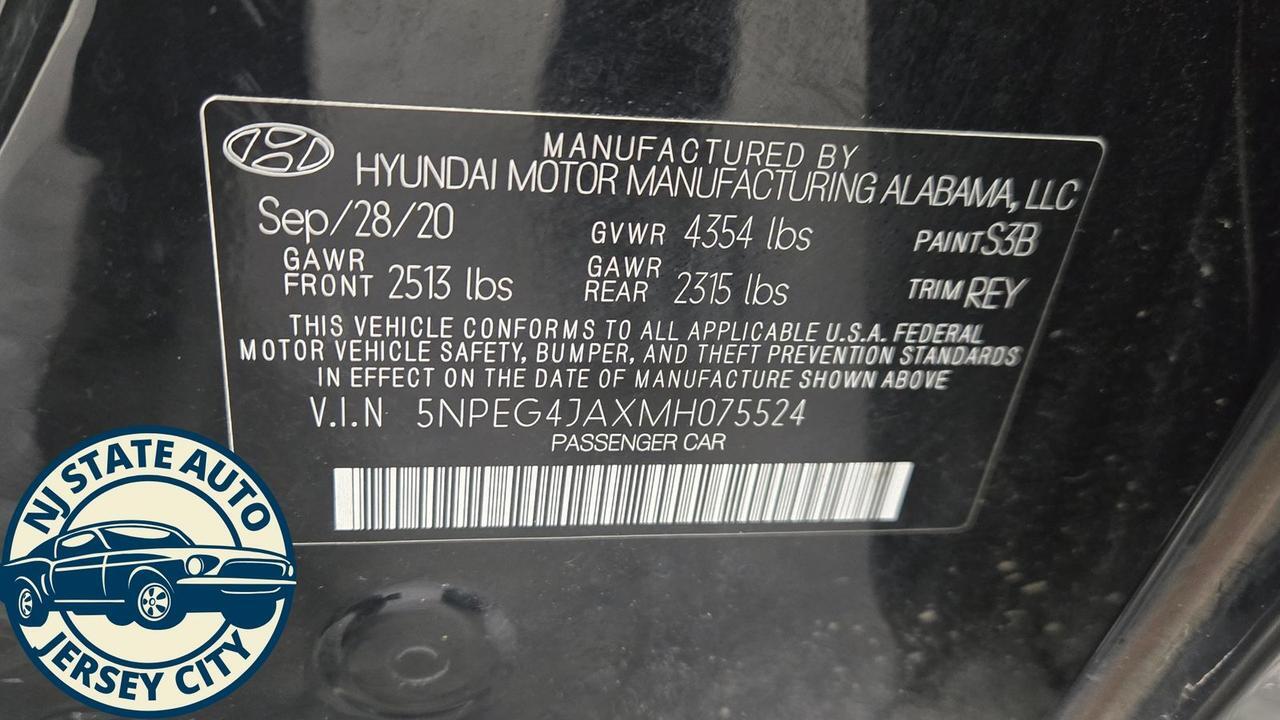 MANUFACTURED BY
HYUNDAI MOTOR MANUFACTURING ALABAMA, LLC
Sep/28/20 GVWR 4354 lbs PAINT S3B
GAWR FRONT 2513 lbs GAWR REAR 2315 lbs TRIM REY
THIS VEHICLE CONFORMS TO ALL APPLICABLE U.S.A. FEDERAL
MOTOR VEHICLE SAFETY, BUMPER, AND THEFT PREVENTION STANDARDS
IN EFFECT ON THE DATE OF MANUFACTURE SHOWN ABOVE
V.I.N 5NPEG4JAXMH075524
PASSENGER CAR
NJ STATE AUTO
JERSEY CITY